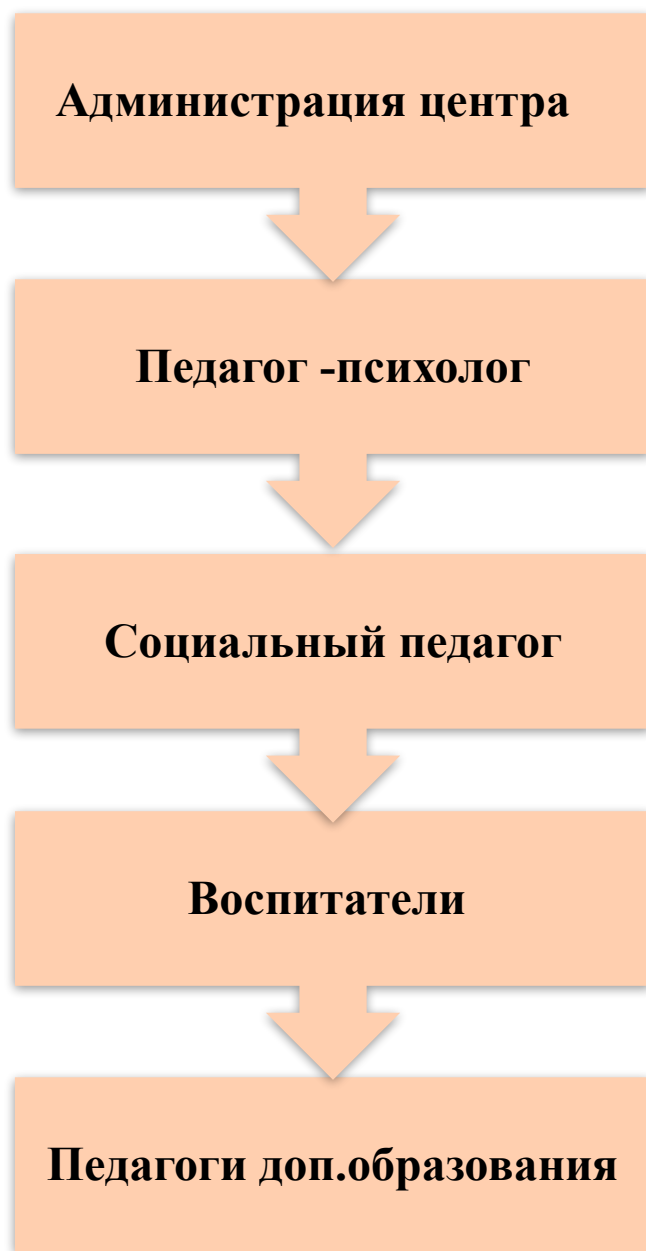 Администрация центра
Педагог -психолог
Социальный педагог
Воспитатели
Педагоги доп.образования